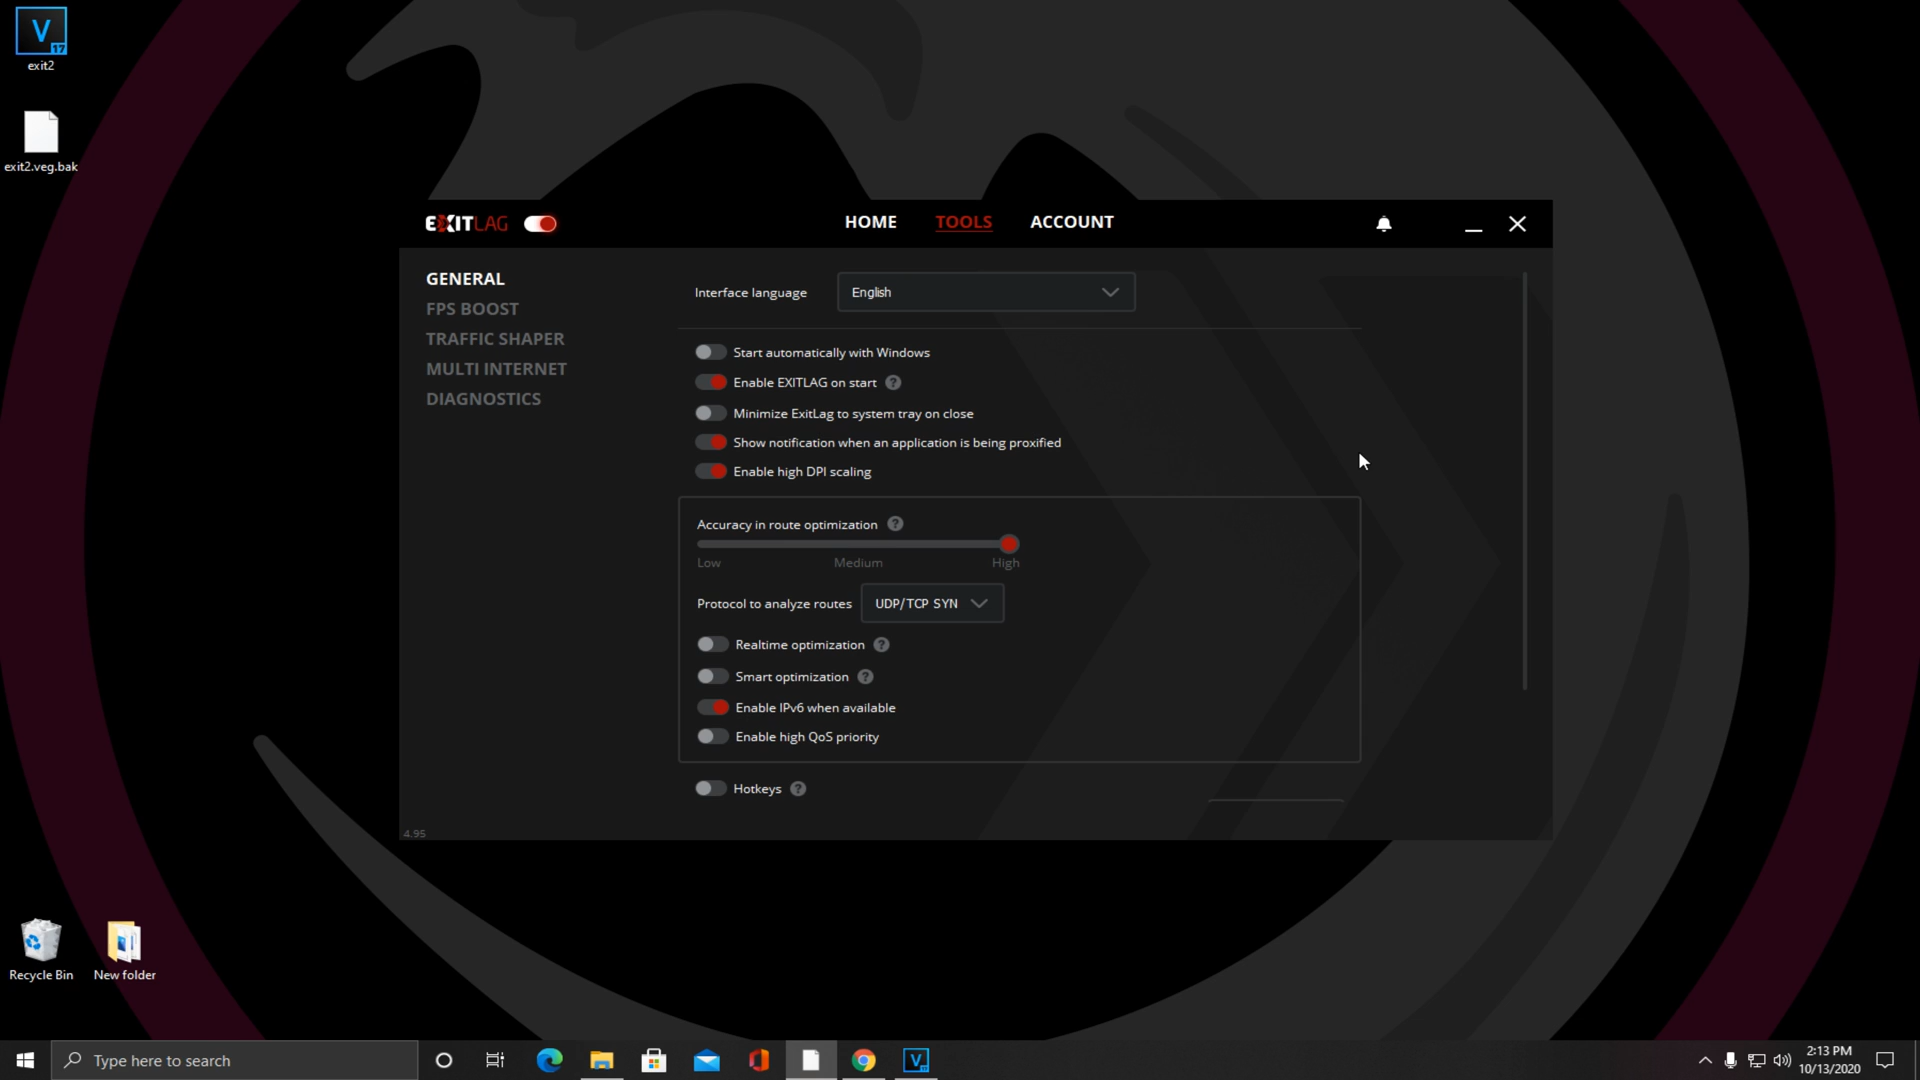 V
17
exit2
exit2.veg.bak
EXITLAG
HOME
TOOLS
ACCOUNT
GENERAL
FPS BOOST
TRAFFIC SHAPER
MULTI INTERNET
DIAGNOSTICS
Interface language
English
Start automatically with Windows
Enable EXITLAG on start ?
Minimize ExitLag to system tray on close
Show notification when an application is being proxified
Enable high DPI scaling
Accuracy in route optimization ?
Low
Medium
High
Protocol to analyze routes
UDP/TCP SYN
Realtime optimization ?
Smart optimization ?
Enable IPv6 when available
Enable high QoS priority
Hotkeys ?
4.95
Recycle Bin
New folder
Type here to search
V
2:13 PM
10/13/2020